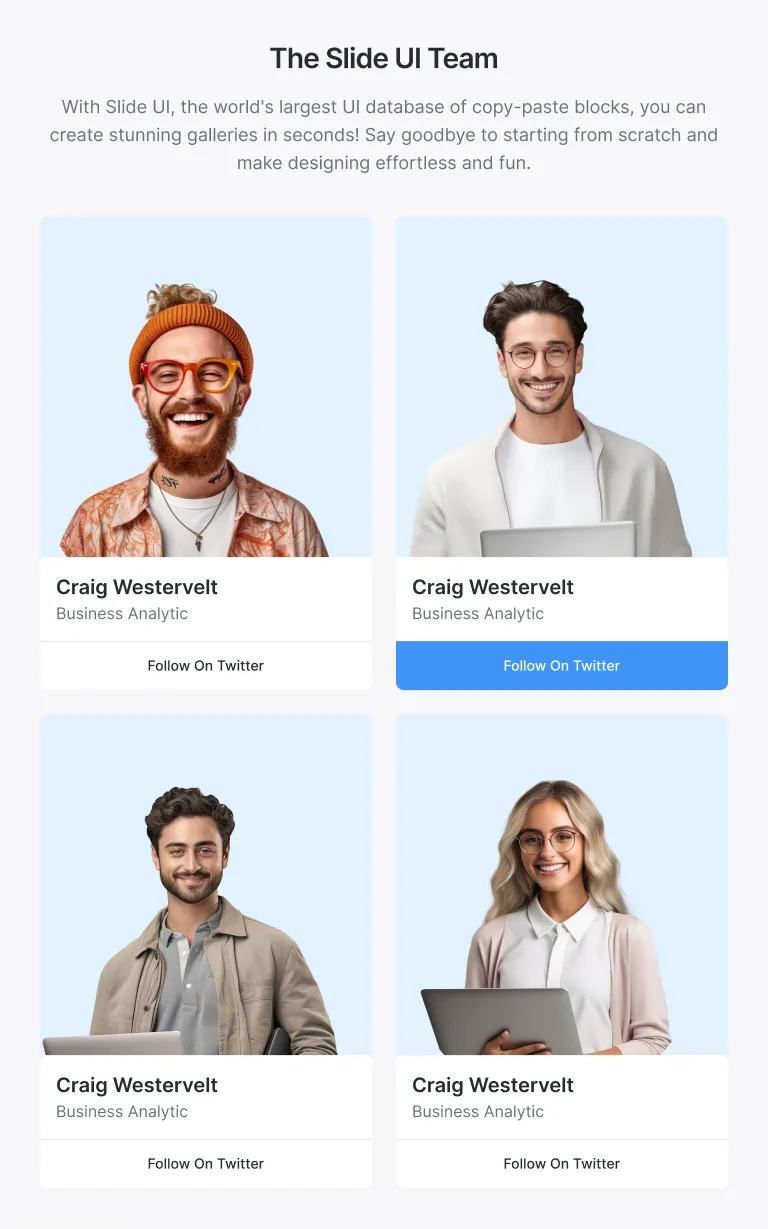 The Slide UI Team
With Slide UI, the world's largest UI database of copy-paste blocks, you can
create stunning galleries in seconds! Say goodbye to starting from scratch and
make designing effortless and fun.
Craig Westervelt
Business Analytic
Follow On Twitter
Craig Westervelt
Business Analytic
Follow On Twitter
Craig Westervelt
Business Analytic
Follow On Twitter
Craig Westervelt
Business Analytic
Follow On Twitter